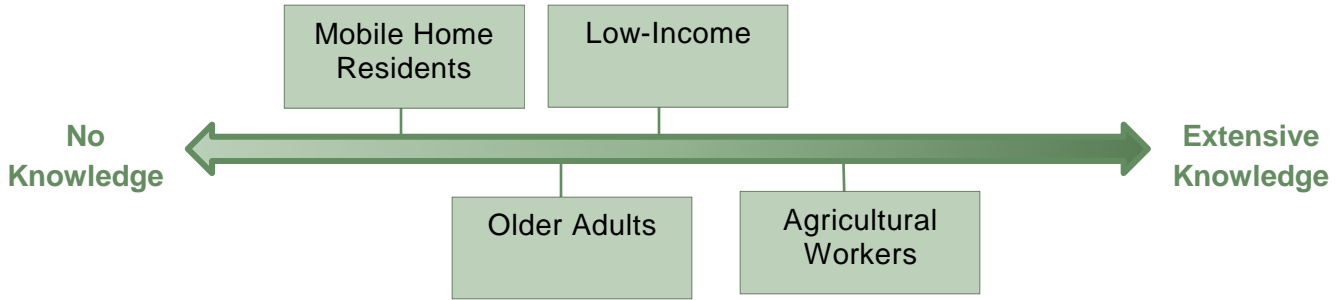 Mobile Home
Residents
Low-Income
No
Knowledge
Extensive
Knowledge
Older Adults
Agricultural
Workers